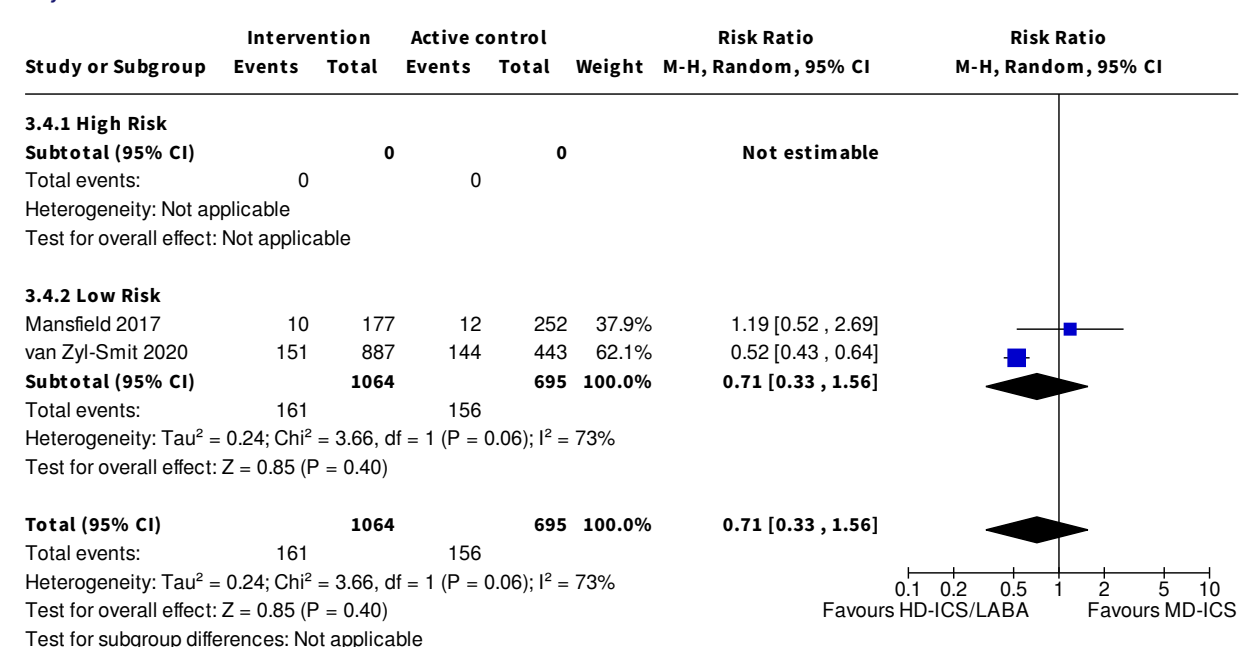 Intervention Active control Risk Ratio Risk Ratio
Study or Subgroup Events Total Events Total Weight M-H, Random, 95% CI M-H, Random, 95% CI
3.4.1 High Risk
Subtotal (95% CI) 0 0 Not estimable
Total events: 0 0
Heterogeneity: Not applicable
Test for overall effect: Not applicable
3.4.2 Low Risk
Mansfield 2017 10 177 12 252 37.9% 1.19 [0.52 , 2.69]
van Zyl-Smit 2020 151 887 144 443 62.1% 0.52 [0.43 , 0.64]
Subtotal (95% CI) 1064 695 100.0% 0.71 [0.33 , 1.56]
Total events: 161 156
Heterogeneity: Tau² = 0.24; Chi² = 3.66, df = 1 (P = 0.06); I² = 73%
Test for overall effect: Z = 0.85 (P = 0.40)
Total (95% CI) 1064 695 100.0% 0.71 [0.33 , 1.56]
Total events: 161 156
Heterogeneity: Tau² = 0.24; Chi² = 3.66, df = 1 (P = 0.06); I² = 73%
0.1 0.2 0.5 1 2 5 10
Test for overall effect: Z = 0.85 (P = 0.40) Favours HD-ICS/LABA Favours MD-ICS
Test for subgroup differences: Not applicable